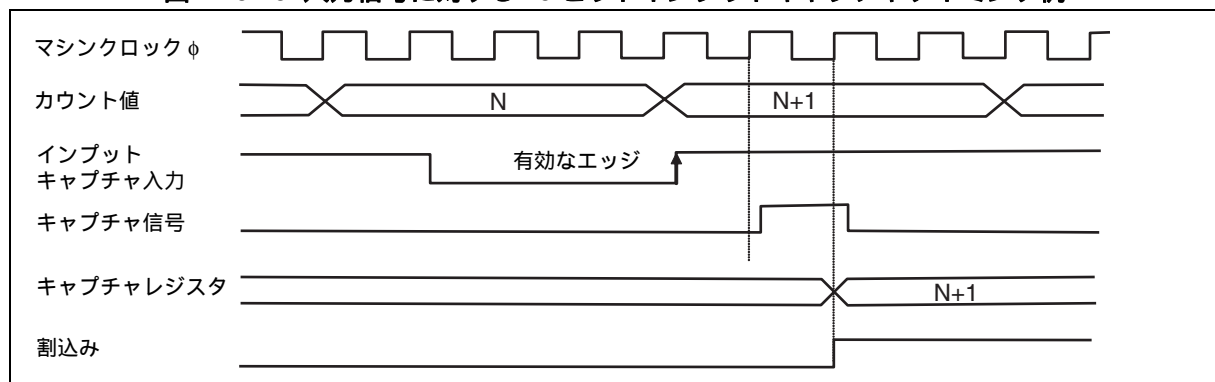 マシンクロック φ
カウント値
N
N+1
インプット
キャプチャ入力
有効なエッジ
キャプチャ信号
キャプチャレジスタ
N+1
割込み